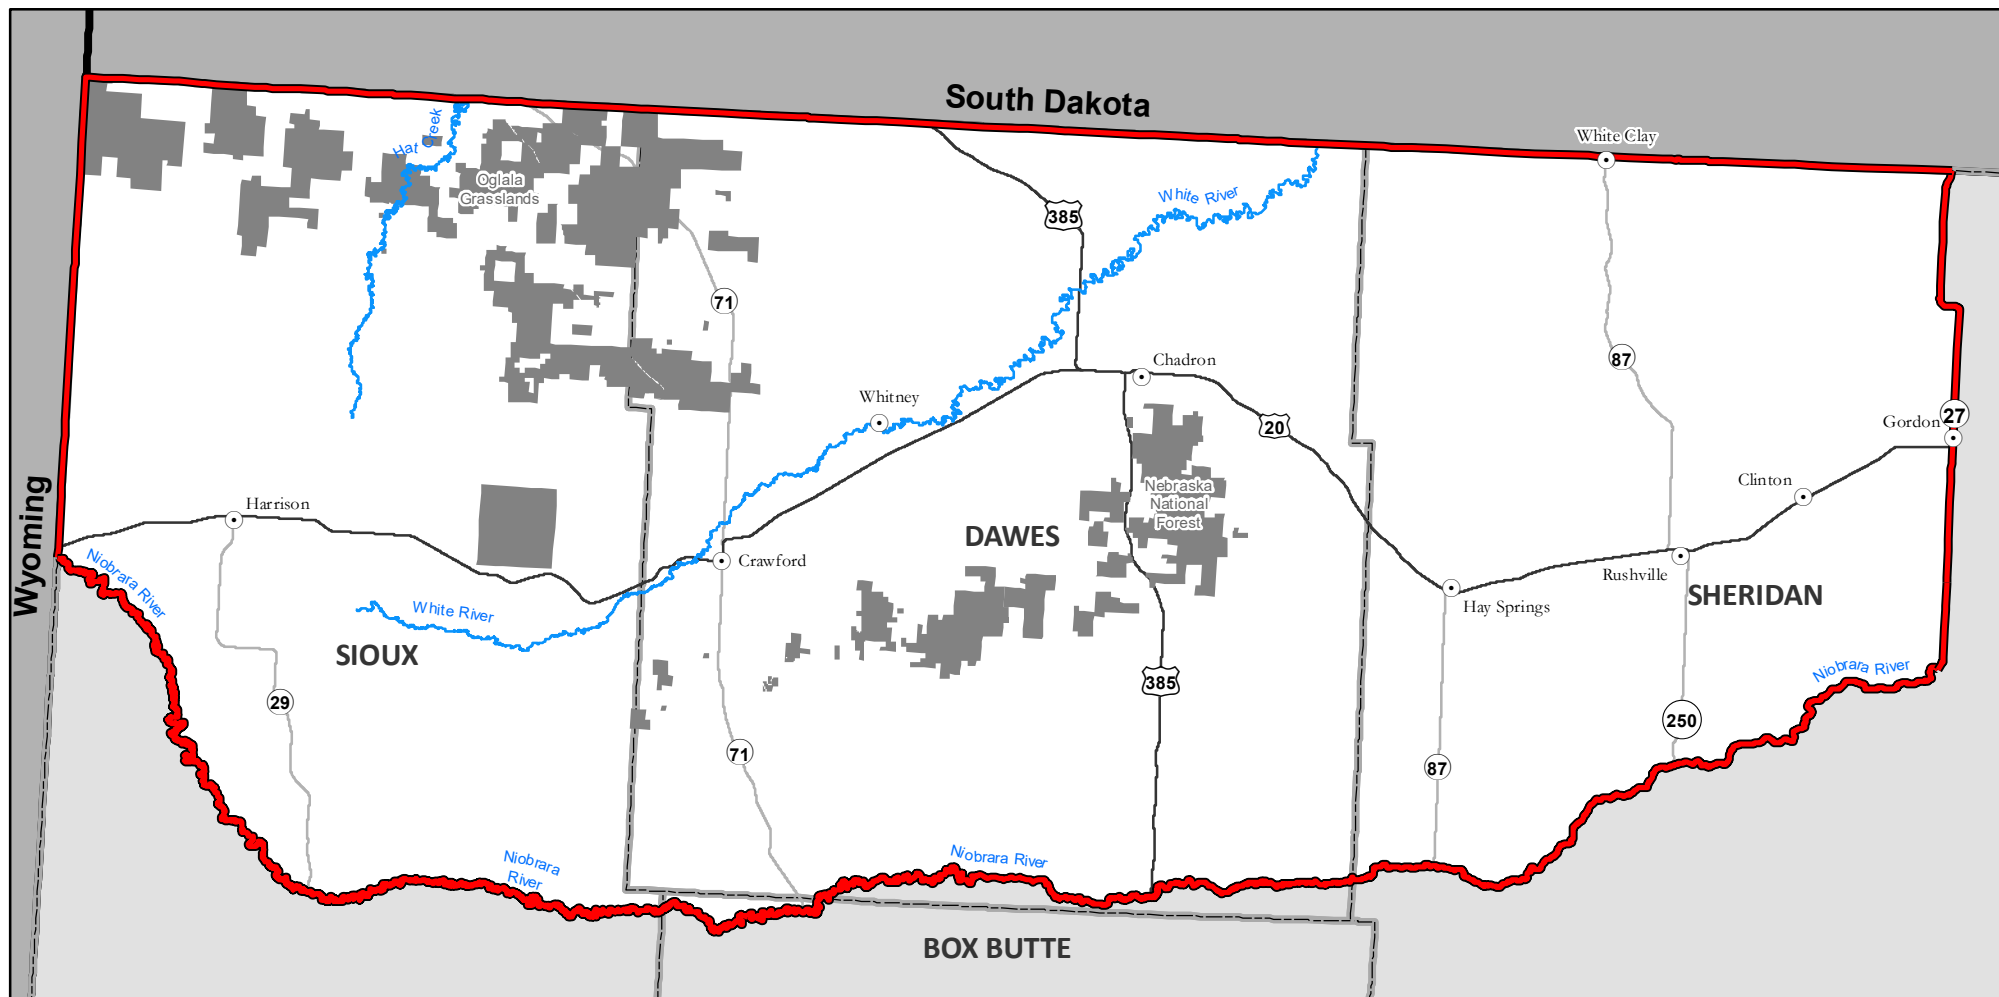 South Dakota
White Clay
Hat Creek
Oglala
Grasslands
White River
385
71
87
Chadron
Whitney
20
27
Gordon
Nebraska
National
Forest
Clinton
Wyoming
Harrison
DAWES
Crawford
Niobrara River
Rushville
Hay Springs
SHERIDAN
White River
SIOUX
Niobrara River
385
29
250
71
87
Niobrara
River
Niobrara River
BOX BUTTE